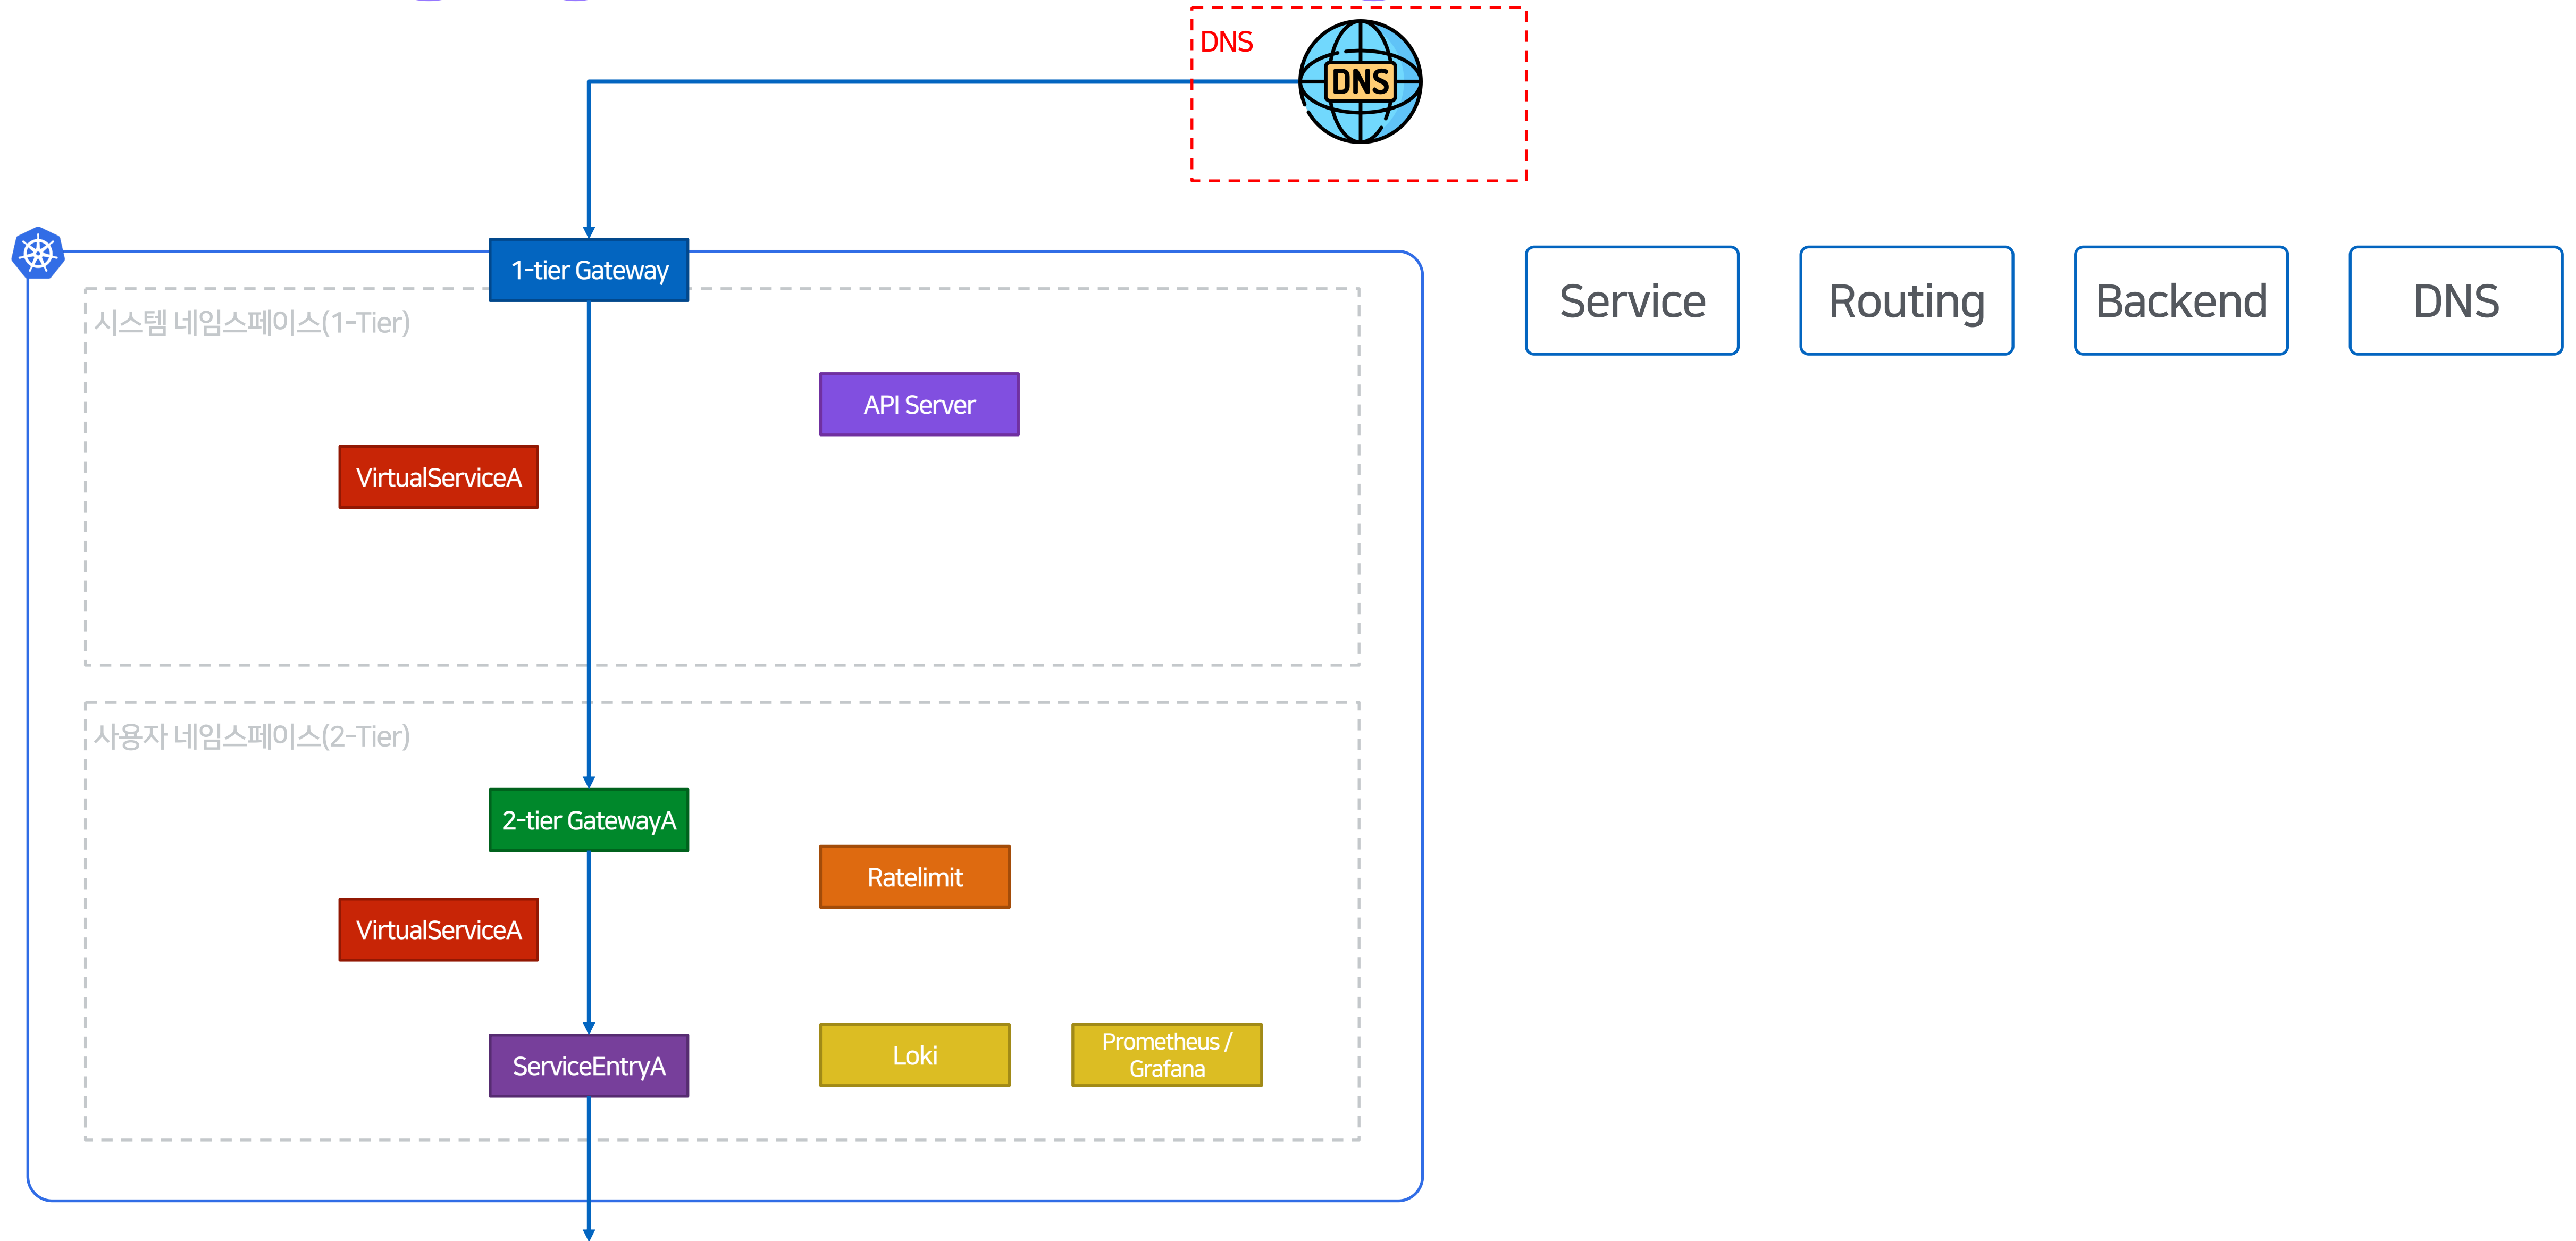 DNS
DNS
1-tier Gateway
시스템 네임스페이스(1-Tier)
API Server
VirtualServiceA
사용자 네임스페이스(2-Tier)
2-tier GatewayA
Ratelimit
VirtualServiceA
ServiceEntryA
Loki
Prometheus /
Grafana
Service
Routing
Backend
DNS